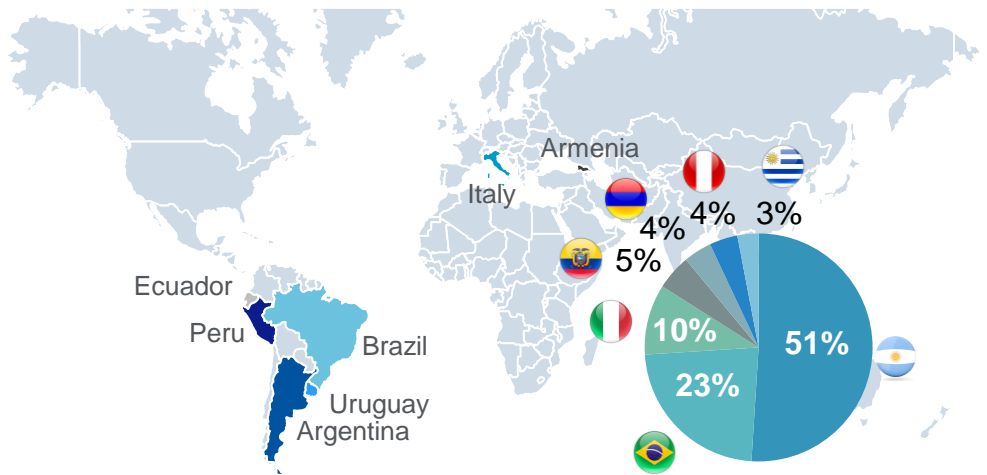 Armenia
Italy
4%
3%
4%
5%
Ecuador
Peru
Brazil
10%
51%
23%
Uruguay
Argentina